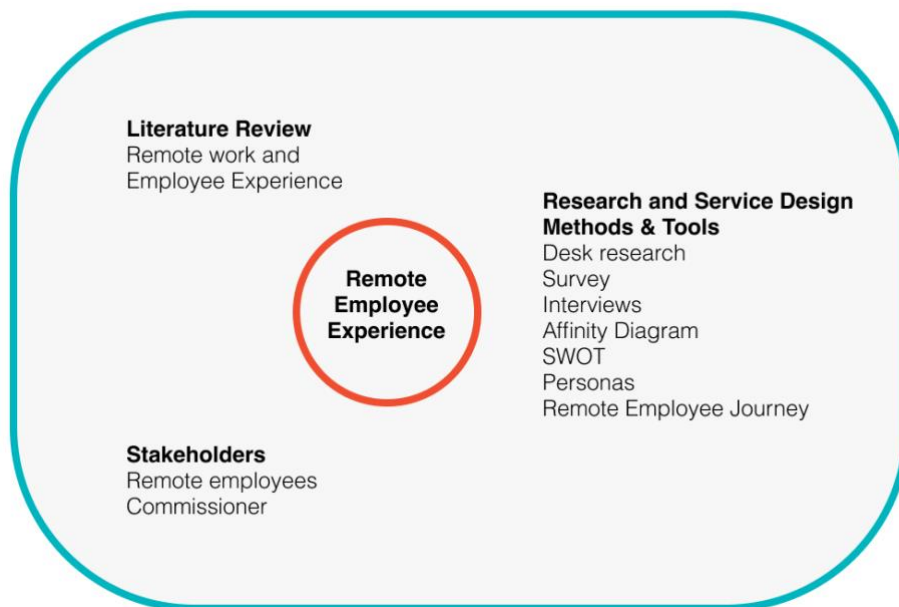 Literature Review
Remote work and
Employee Experience
Remote
Employee
Experience
Research and Service Design
Methods & Tools
Desk research
Survey
Interviews
Affinity Diagram
SWOT
Personas
Remote Employee Journey
Stakeholders
Remote employees
Commissioner